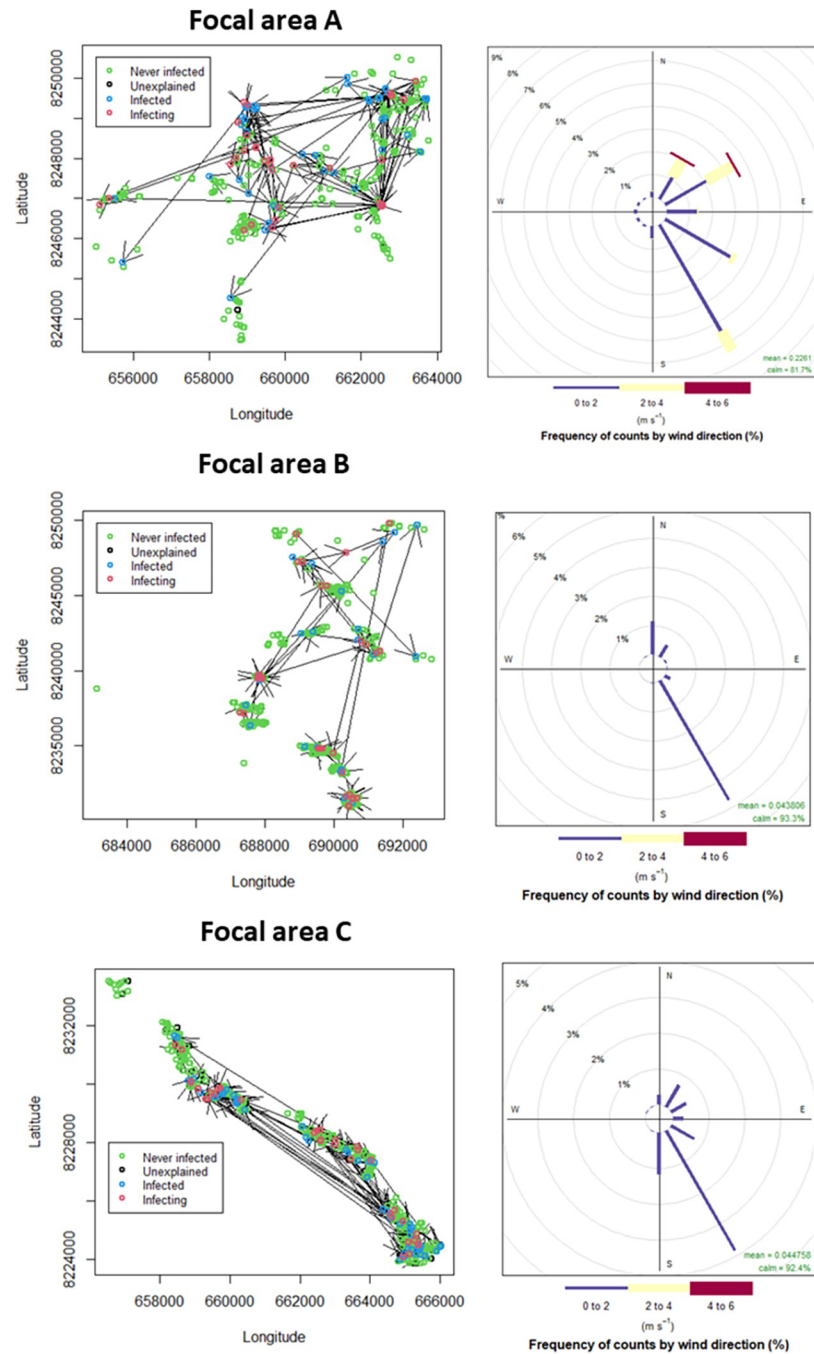 Focal area A
8250000
8248000
8246000
8244000
Latitude
Never infected
Unexplained
Infected
Infecting
656000 658000 660000 662000 664000
Longitude
9%
8%
7%
6%
5%
4%
3%
2%
1%
N
W
E
S
mean = 0.2261
calm = 81.7%
0 to 2 2 to 4 4 to 6
(m s⁻¹)
Frequency of counts by wind direction (%)
Focal area B
8250000
8245000
8240000
8235000
Latitude
Never infected
Unexplained
Infected
Infecting
684000 686000 688000 690000 692000
Longitude
%
6%
5%
4%
3%
2%
1%
N
W
E
S
mean = 0.043806
calm = 93.3%
0 to 2 2 to 4 4 to 6
(m s⁻¹)
Frequency of counts by wind direction (%)
Focal area C
8232000
8228000
8224000
Latitude
Never infected
Unexplained
Infected
Infecting
658000 660000 662000 664000 666000
Longitude
5%
4%
3%
2%
1%
N
W
E
S
mean = 0.044758
calm = 92.4%
0 to 2 2 to 4 4 to 6
(m s⁻¹)
Frequency of counts by wind direction (%)